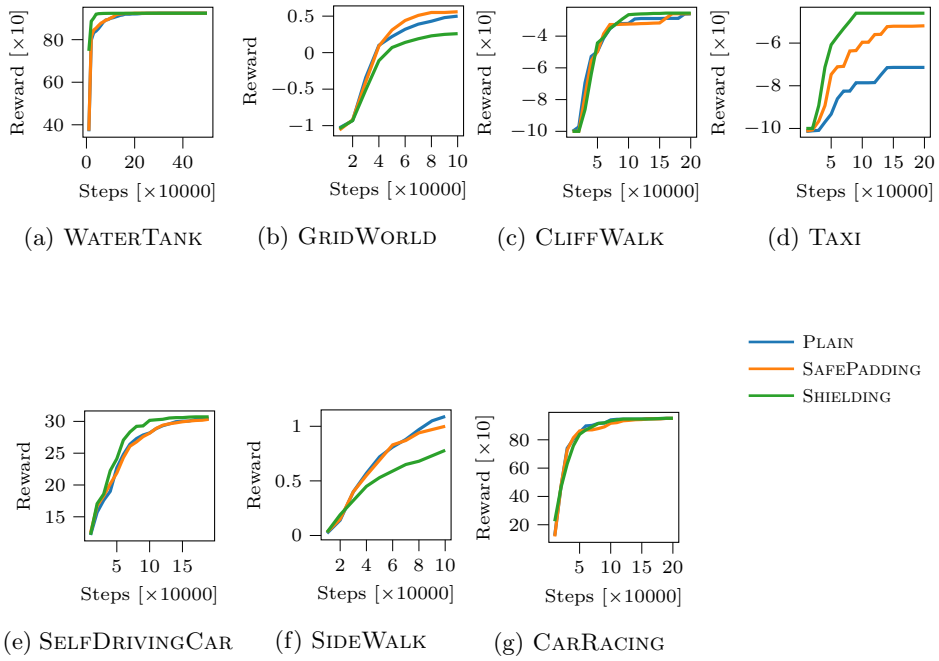 80
60
40
0
20
40
Reward [×10]
Steps [×10000]
(a) WATERTANK
0.5
0
−0.5
−1
2
4
6
8
10
Reward
Steps [×10000]
(b) GRIDWORLD
−4
−6
−8
−10
5
10
15
20
Reward [×10]
Steps [×10000]
(c) CLIFFWALK
−6
−8
−10
5
10
15
20
Reward [×10]
Steps [×10000]
(d) TAXI
PLAIN
SAFEPADDING
SHIELDING
30
25
20
15
5
10
15
Reward
Steps [×10000]
(e) SELFDRIVINGCAR
1
0.5
0
2
4
6
8
10
Reward
Steps [×10000]
(f) SIDEWALK
80
60
40
20
5
10
15
20
Reward [×10]
Steps [×10000]
(g) CARRACING